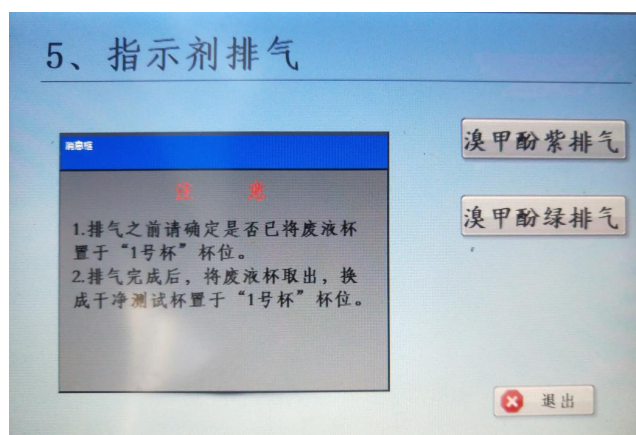 5、指示剂排气
消息框
注 意
1.排气之前请确定是否已将废液杯
置于“1号杯”杯位。
2.排气完成后，将废液杯取出，换
成干净测试杯置于“1号杯”杯位。
溴甲酚紫排气
溴甲酚绿排气
退出